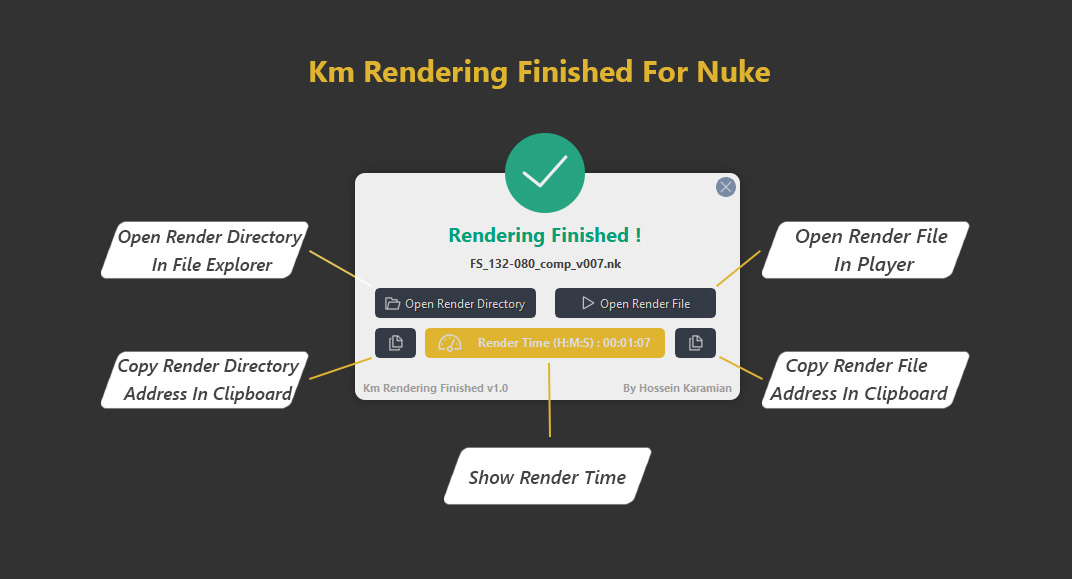 Km Rendering Finished For Nuke
Rendering Finished !
FS_132-080_comp_v007.nk
Open Render Directory
Open Render File
Render Time (H:M:S) : 00:01:07
Km Rendering Finished v1.0
By Hossein Karamian
Open Render Directory
In File Explorer
Open Render File
In Player
Copy Render Directory
Address In Clipboard
Copy Render File
Address In Clipboard
Show Render Time